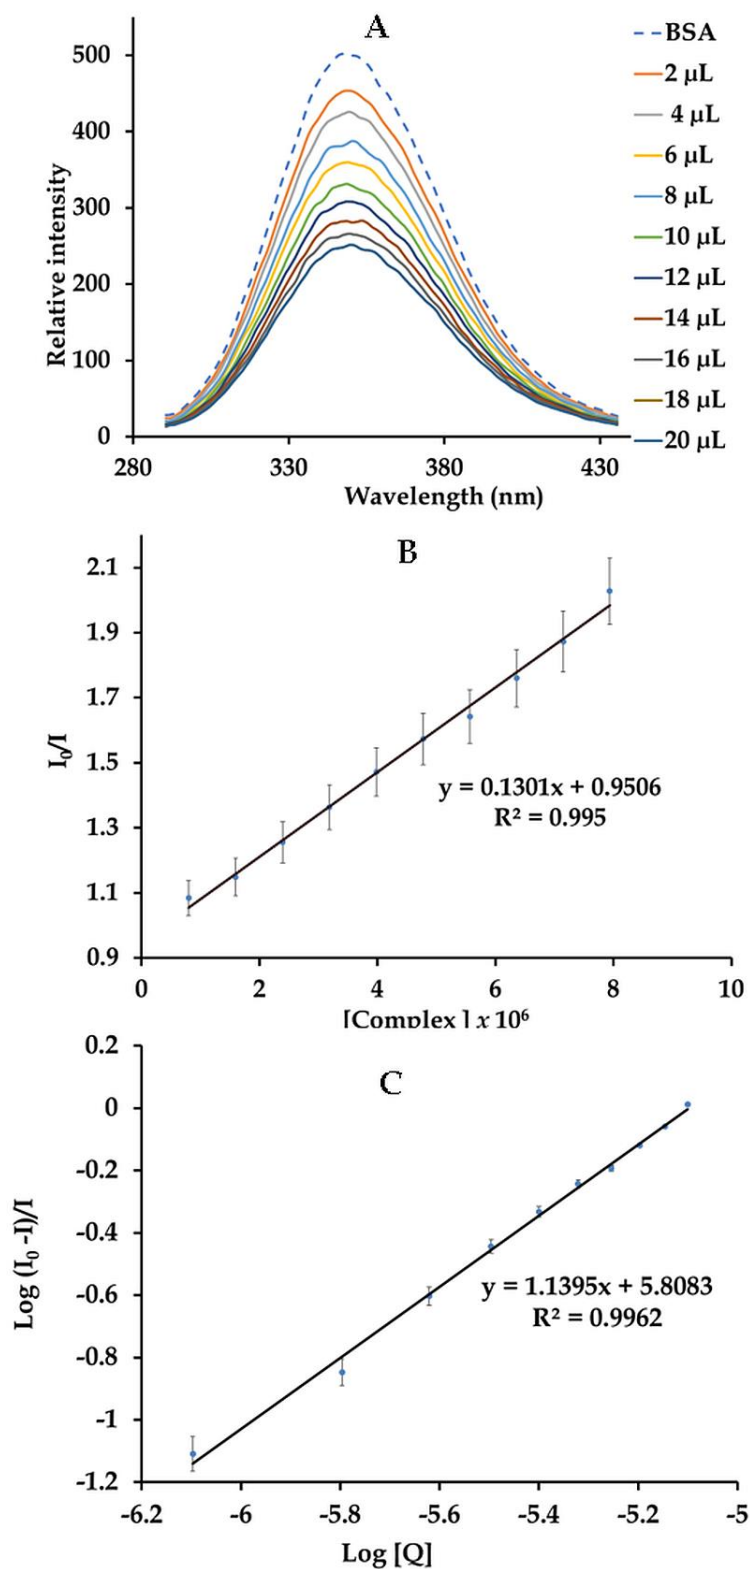 A
500
400
300
200
100
0
280
330
380
430
Relative intensity
Wavelength (nm)
BSA
2 µL
4 µL
6 µL
8 µL
10 µL
12 µL
14 µL
16 µL
18 µL
20 µL
B
2.1
1.9
1.7
1.5
1.3
1.1
0.9
I₀/I
y = 0.1301x + 0.9506
R² = 0.995
0
2
4
6
8
10
[Complex ] x 10⁶
C
0.2
0
-0.2
-0.4
-0.6
-0.8
-1
-1.2
Log (I₀ -I)/I
y = 1.1395x + 5.8083
R² = 0.9962
-6.2
-6
-5.8
-5.6
-5.4
-5.2
-5
Log [Q]